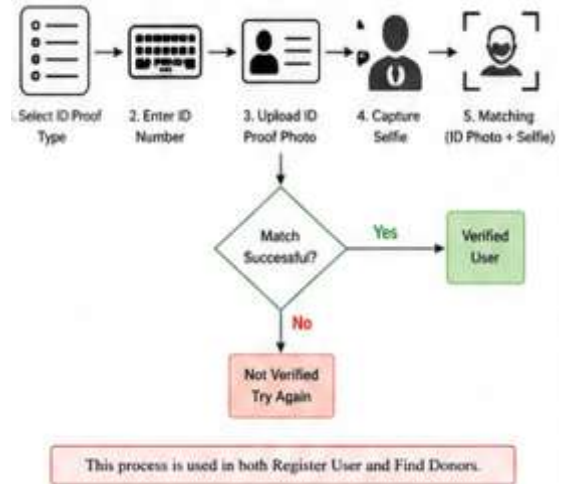 . Select ID Proof
Type
2. Enter ID
Number
3. Upload ID
Proof Photo
4. Capture
Selfie
5. Matching
(ID Photo + Selfie)
Match
Successful?
Yes
Verified
User
No
Not Verified
Try Again
This process is used in both Register User and Find Donors.